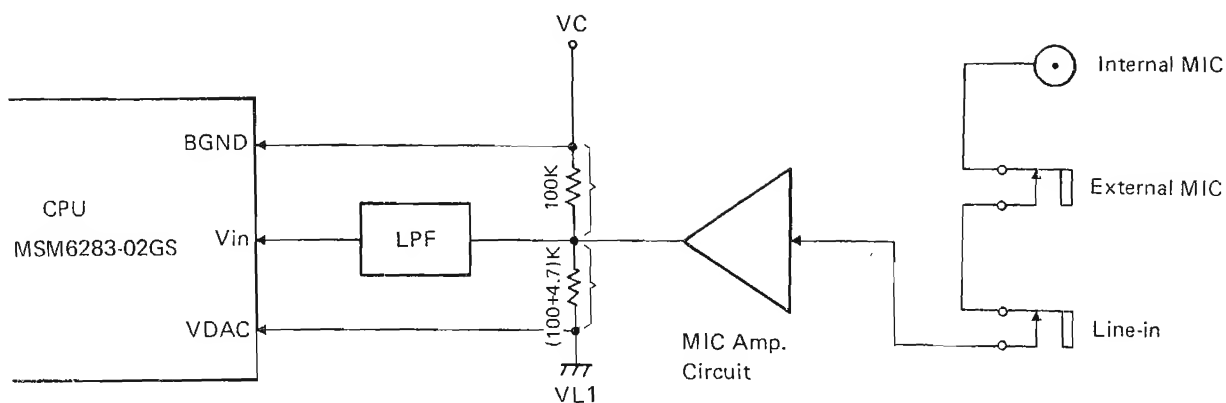 VC
Internal MIC
BGND
100K
External MIC
CPU
MSM6283-02GS
Vin
LPF
(100+4.7)K
VDAC
MIC Amp.
Circuit
Line-in
VL1